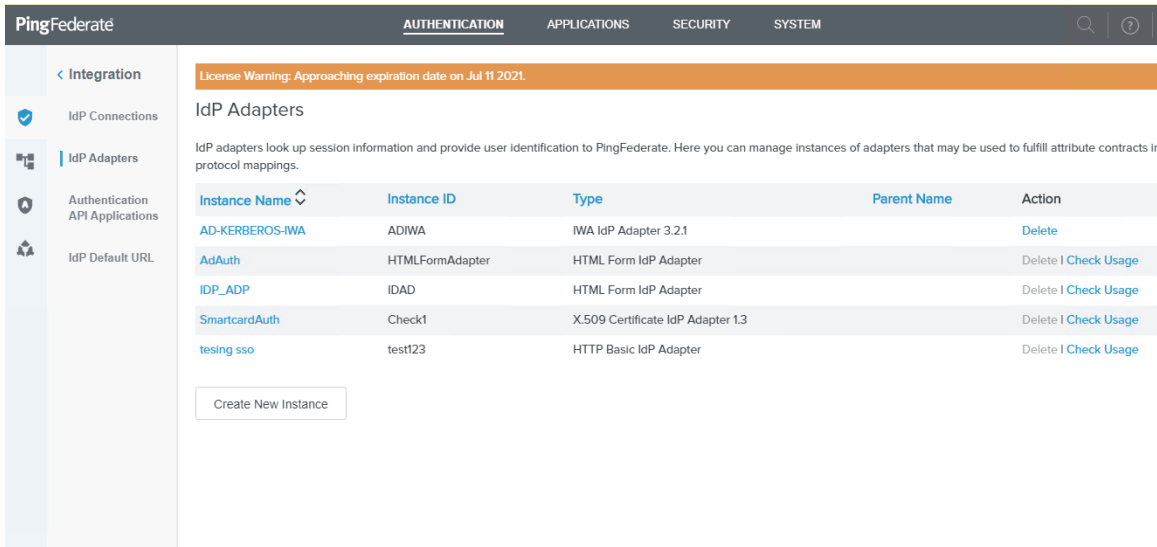 PingFederate AUTHENTICATION APPLICATIONS SECURITY SYSTEM
Integration
IdP Connections
IdP Adapters
Authentication
API Applications
IdP Default URL
License Warning: Approaching expiration date on Jul 11 2021.
IdP Adapters
IdP adapters look up session information and provide user identification to PingFederate. Here you can manage instances of adapters that may be used to fulfill attribute contracts
protocol mappings.
Instance Name Instance ID Type Parent Name Action
AD-KERBEROS-IWA ADIWA IWA IdP Adapter 3.2.1 Delete
AdAuth HTMLFormAdapter HTML Form IdP Adapter Delete | Check Usage
IDP_ADP IDAD HTML Form IdP Adapter Delete | Check Usage
SmartcardAuth Check1 X.509 Certificate IdP Adapter 1.3 Delete | Check Usage
tesing sso test123 HTTP Basic IdP Adapter Delete | Check Usage
Create New Instance